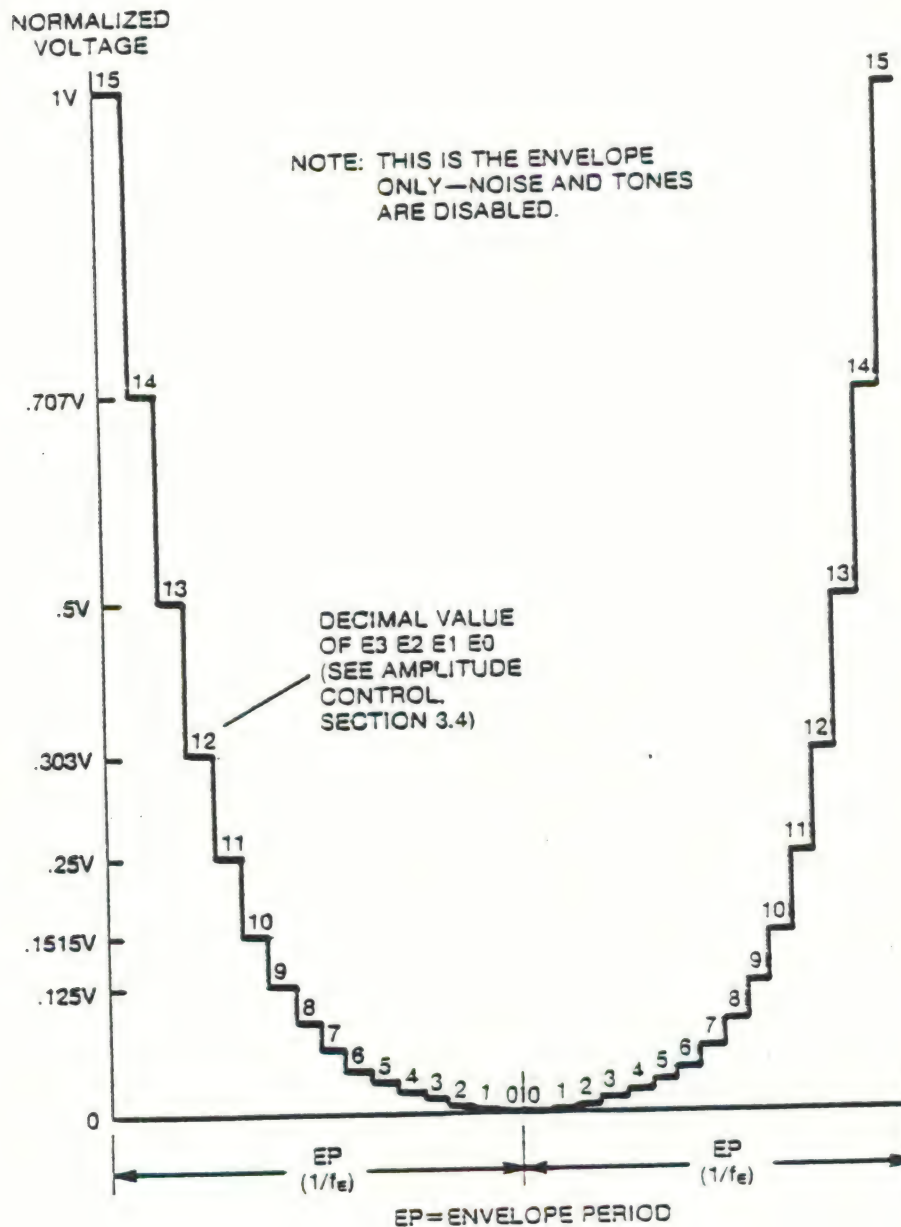 NORMALIZED
VOLTAGE
15
15
1V
NOTE: THIS IS THE ENVELOPE
ONLY—NOISE AND TONES
ARE DISABLED.
14
14
.707V
13
13
.5V
DECIMAL VALUE
OF E3 E2 E1 E0
(SEE AMPLITUDE
CONTROL.
SECTION 3.4)
12
12
.303V
11
11
.25V
10
10
.1515V
9
9
.125V
8
8
7
7
6
6
5
5
4
4
3
3
2
2
1
1
0
0
0
EP
(1/fE)
EP
(1/fE)
EP=ENVELOPE PERIOD